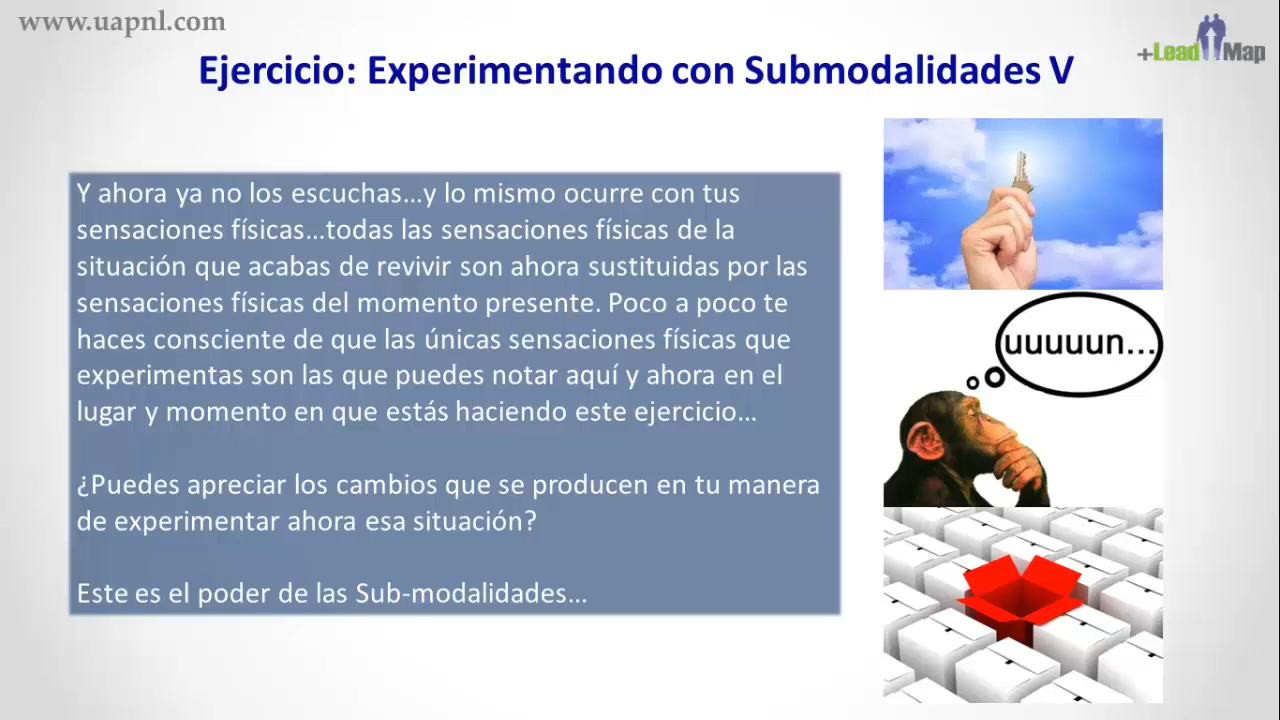 www.uapnl.com
+Lead Map
Ejercicio: Experimentando con Submodalidades V
Y ahora ya no los escuchas...y lo mismo ocurre con tus
sensaciones físicas...todas las sensaciones físicas de la
situación que acabas de revivir son ahora sustituidas por las
sensaciones físicas del momento presente. Poco a poco te
haces consciente de que las únicas sensaciones físicas que
experimentas son las que puedes notar aquí y ahora en el
lugar y momento en que estás haciendo este ejercicio...
¿Puedes apreciar los cambios que se producen en tu manera
de experimentar ahora esa situación?
Este es el poder de las Sub-modalidades...
uuuuun...